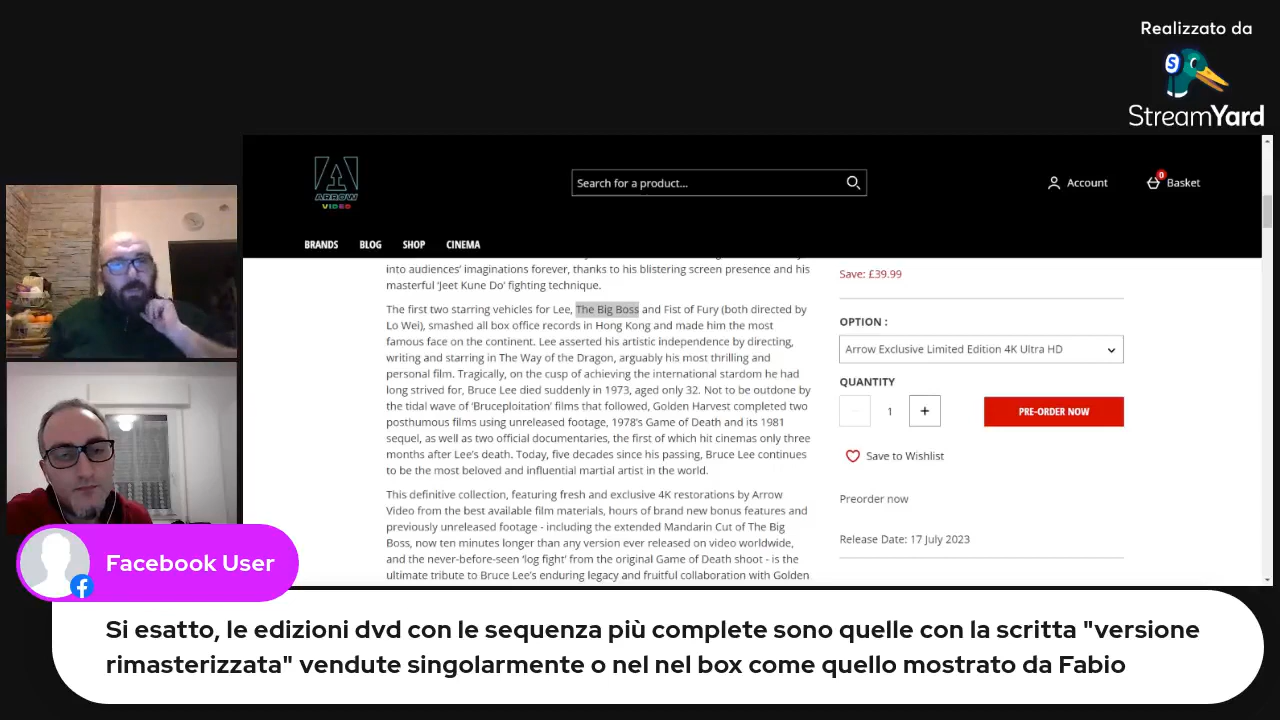 Realizzato da
StreamYard
ARROW
VIDEO
Search for a product...
Account
0
Basket
BRANDS
BLOG
SHOP
CINEMA
into audiences' imaginations forever, thanks to his blistering screen presence and his
masterful 'Jeet Kune Do' fighting technique.
The first two starring vehicles for Lee, The Big Boss and Fist of Fury (both directed by
Lo Wei), smashed all box office records in Hong Kong and made him the most
famous face on the continent. Lee asserted his artistic independence by directing,
writing and starring in The Way of the Dragon, arguably his most thrilling and
personal film. Tragically, on the cusp of achieving the international stardom he had
long strived for, Bruce Lee died suddenly in 1973, aged only 32. Not to be outdone by
the tidal wave of 'Bruceploitation' films that followed, Golden Harvest completed two
posthumous films using unreleased footage, 1978's Game of Death and its 1981
sequel, as well as two official documentaries, the first of which hit cinemas only three
months after Lee's death. Today, five decades since his passing, Bruce Lee continues
to be the most beloved and influential martial artist in the world.
This definitive collection, featuring fresh and exclusive 4K restorations by Arrow
Video from the best available film materials, hours of brand new bonus features and
previously unreleased footage - including the extended Mandarin Cut of The Big
Boss, now ten minutes longer than any version ever released on video worldwide,
and the never-before-seen 'log fight' from the original Game of Death shoot - is the
ultimate tribute to Bruce Lee's enduring legacy and fruitful collaboration with Golden
Save: £39.99
OPTION :
Arrow Exclusive Limited Edition 4K Ultra HD
QUANTITY
1
+
PRE-ORDER NOW
Save to Wishlist
Preorder now
Release Date: 17 July 2023
Facebook User
Si esatto, le edizioni dvd con le sequenza più complete sono quelle con la scritta "versione
rimasterizzata" vendute singolarmente o nel nel box come quello mostrato da Fabio